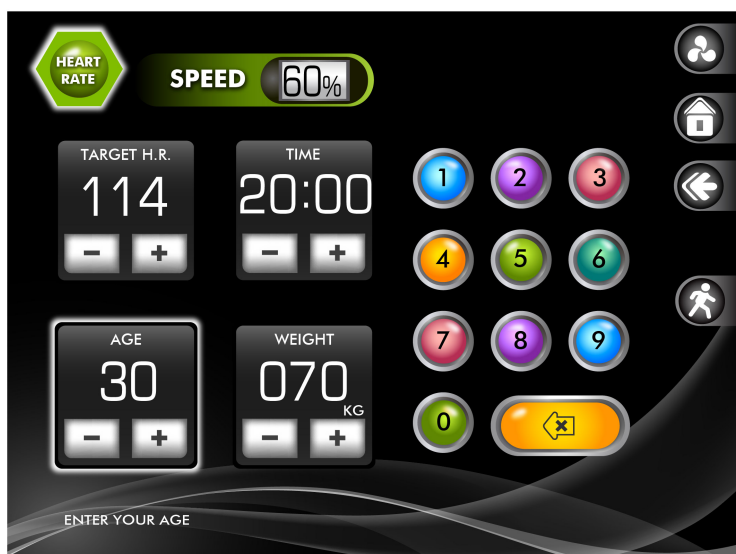 HEART
RATE
SPEED 60%
TARGET H.R.
114
- +
TIME
20:00
- +
AGE
30
- +
WEIGHT
070
KG
- +
1 2 3
4 5 6
7 8 9
0
ENTER YOUR AGE